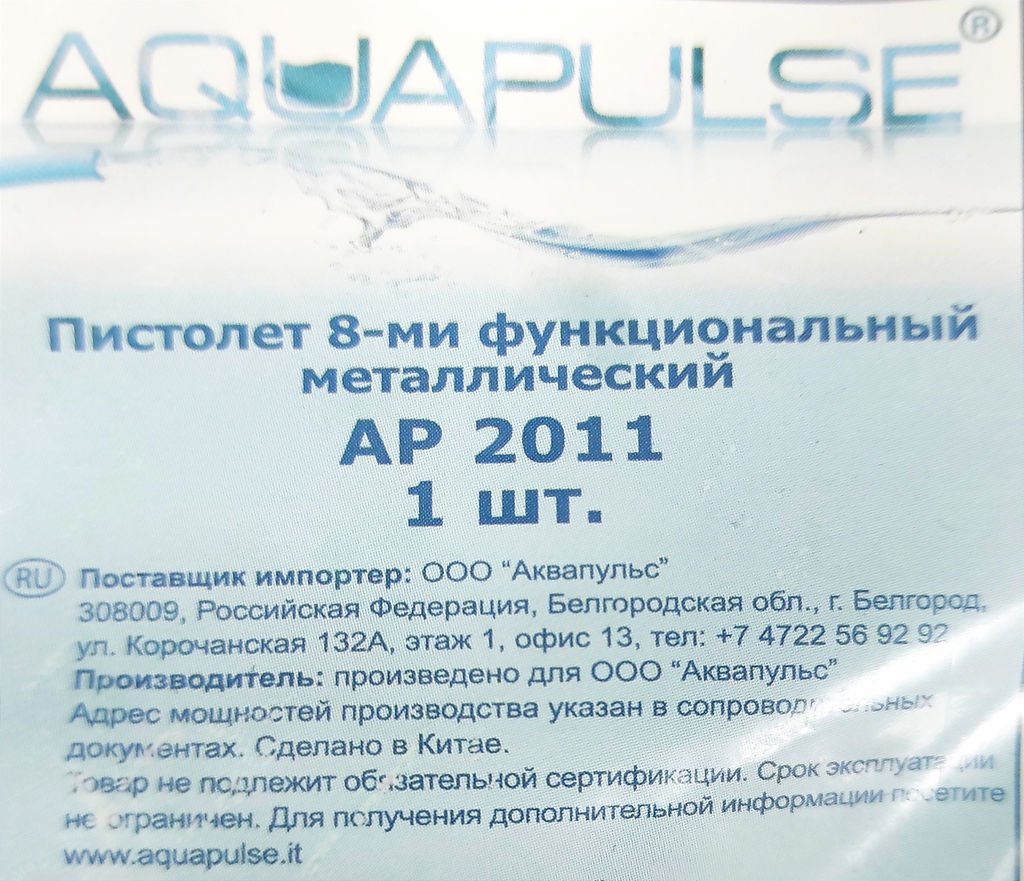 AQUAPULSE®
Пистолет 8-ми функциональный
металлический
AP 2011
1 шт.
RU Поставщик импортер: ООО "Аквапульс"
308009, Российская Федерация, Белгородская обл., г. Белгород,
ул. Корочанская 132А, этаж 1, офис 13, тел: +7 4722 56 92 92
Производитель: произведено для ООО "Аквапульс"
Адрес мощностей производства указан в сопроводительных
документах. Сделано в Китае.
Товар не подлежит обязательной сертификации. Срок эксплуатации
не ограничен. Для получения дополнительной информации посетите
www.aquapulse.it